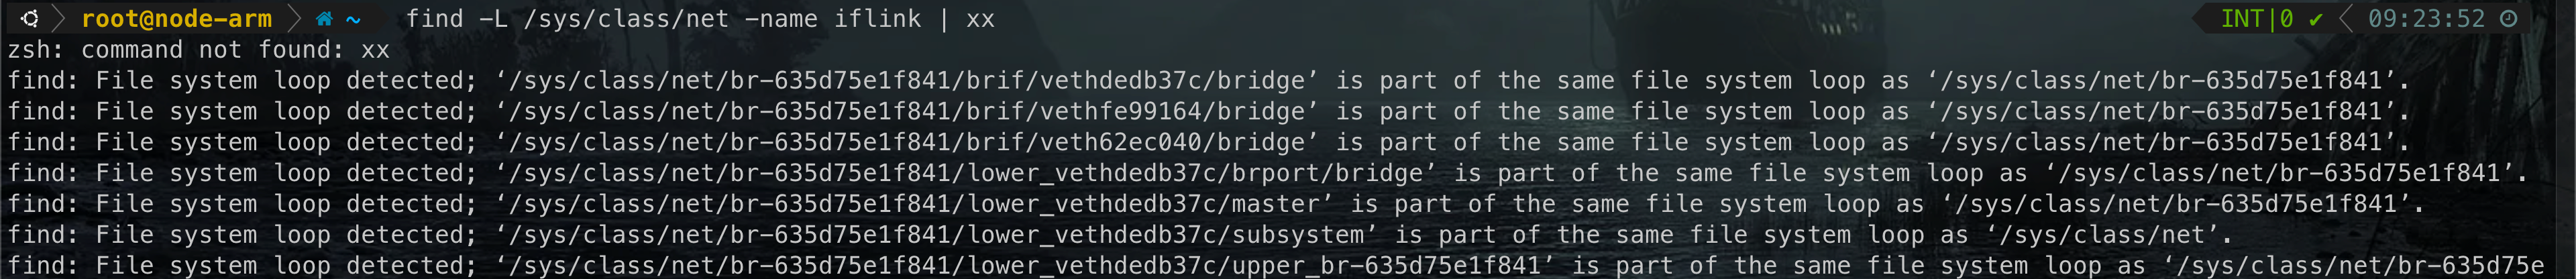 root@node-arm ~ find -L /sys/class/net -name iflink | xx INT|0 ✔ 09:23:52
zsh: command not found: xx
find: File system loop detected; ‘/sys/class/net/br-635d75e1f841/brif/vethdedb37c/bridge’ is part of the same file system loop as ‘/sys/class/net/br-635d75e1f841’.
find: File system loop detected; ‘/sys/class/net/br-635d75e1f841/brif/vethfe99164/bridge’ is part of the same file system loop as ‘/sys/class/net/br-635d75e1f841’.
find: File system loop detected; ‘/sys/class/net/br-635d75e1f841/brif/veth62ec040/bridge’ is part of the same file system loop as ‘/sys/class/net/br-635d75e1f841’.
find: File system loop detected; ‘/sys/class/net/br-635d75e1f841/lower_vethdedb37c/brport/bridge’ is part of the same file system loop as ‘/sys/class/net/br-635d75e1f841’.
find: File system loop detected; ‘/sys/class/net/br-635d75e1f841/lower_vethdedb37c/master’ is part of the same file system loop as ‘/sys/class/net/br-635d75e1f841’.
find: File system loop detected; ‘/sys/class/net/br-635d75e1f841/lower_vethdedb37c/subsystem’ is part of the same file system loop as ‘/sys/class/net’.
find: File system loop detected; ‘/sys/class/net/br-635d75e1f841/lower_vethdedb37c/upper_br-635d75e1f841’ is part of the same file system loop as ‘/sys/class/net/br-635d75e